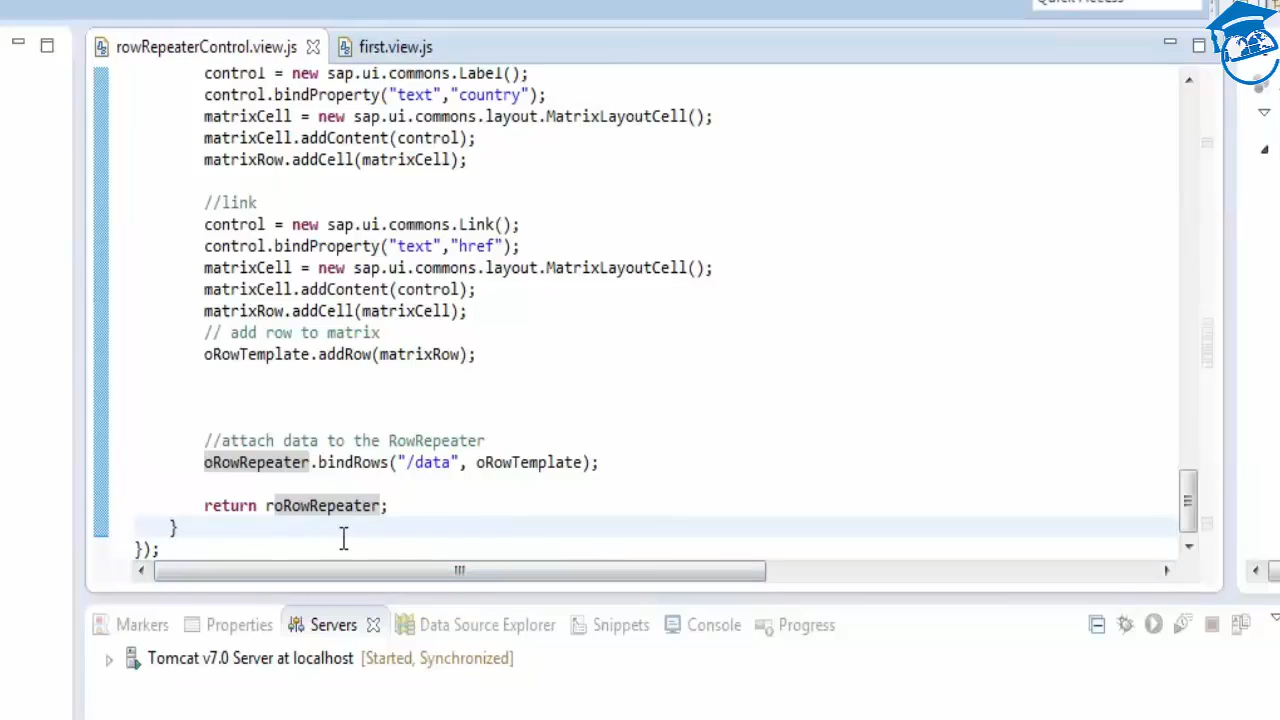 Quick Access
rowRepeaterControl.view.js
first.view.js
control = new sap.ui.commons.Label();
control.bindProperty("text","country");
matrixCell = new sap.ui.commons.layout.MatrixLayoutCell();
matrixCell.addContent(control);
matrixRow.addCell(matrixCell);
//link
control = new sap.ui.commons.Link();
control.bindProperty("text","href");
matrixCell = new sap.ui.commons.layout.MatrixLayoutCell();
matrixCell.addContent(control);
matrixRow.addCell(matrixCell);
// add row to matrix
oRowTemplate.addRow(matrixRow);
//attach data to the RowRepeater
oRowRepeater.bindRows("/data", oRowTemplate);
return roRowRepeater;
}
});
Markers Properties Servers Data Source Explorer Snippets Console Progress
Tomcat v7.0 Server at localhost [Started, Synchronized]